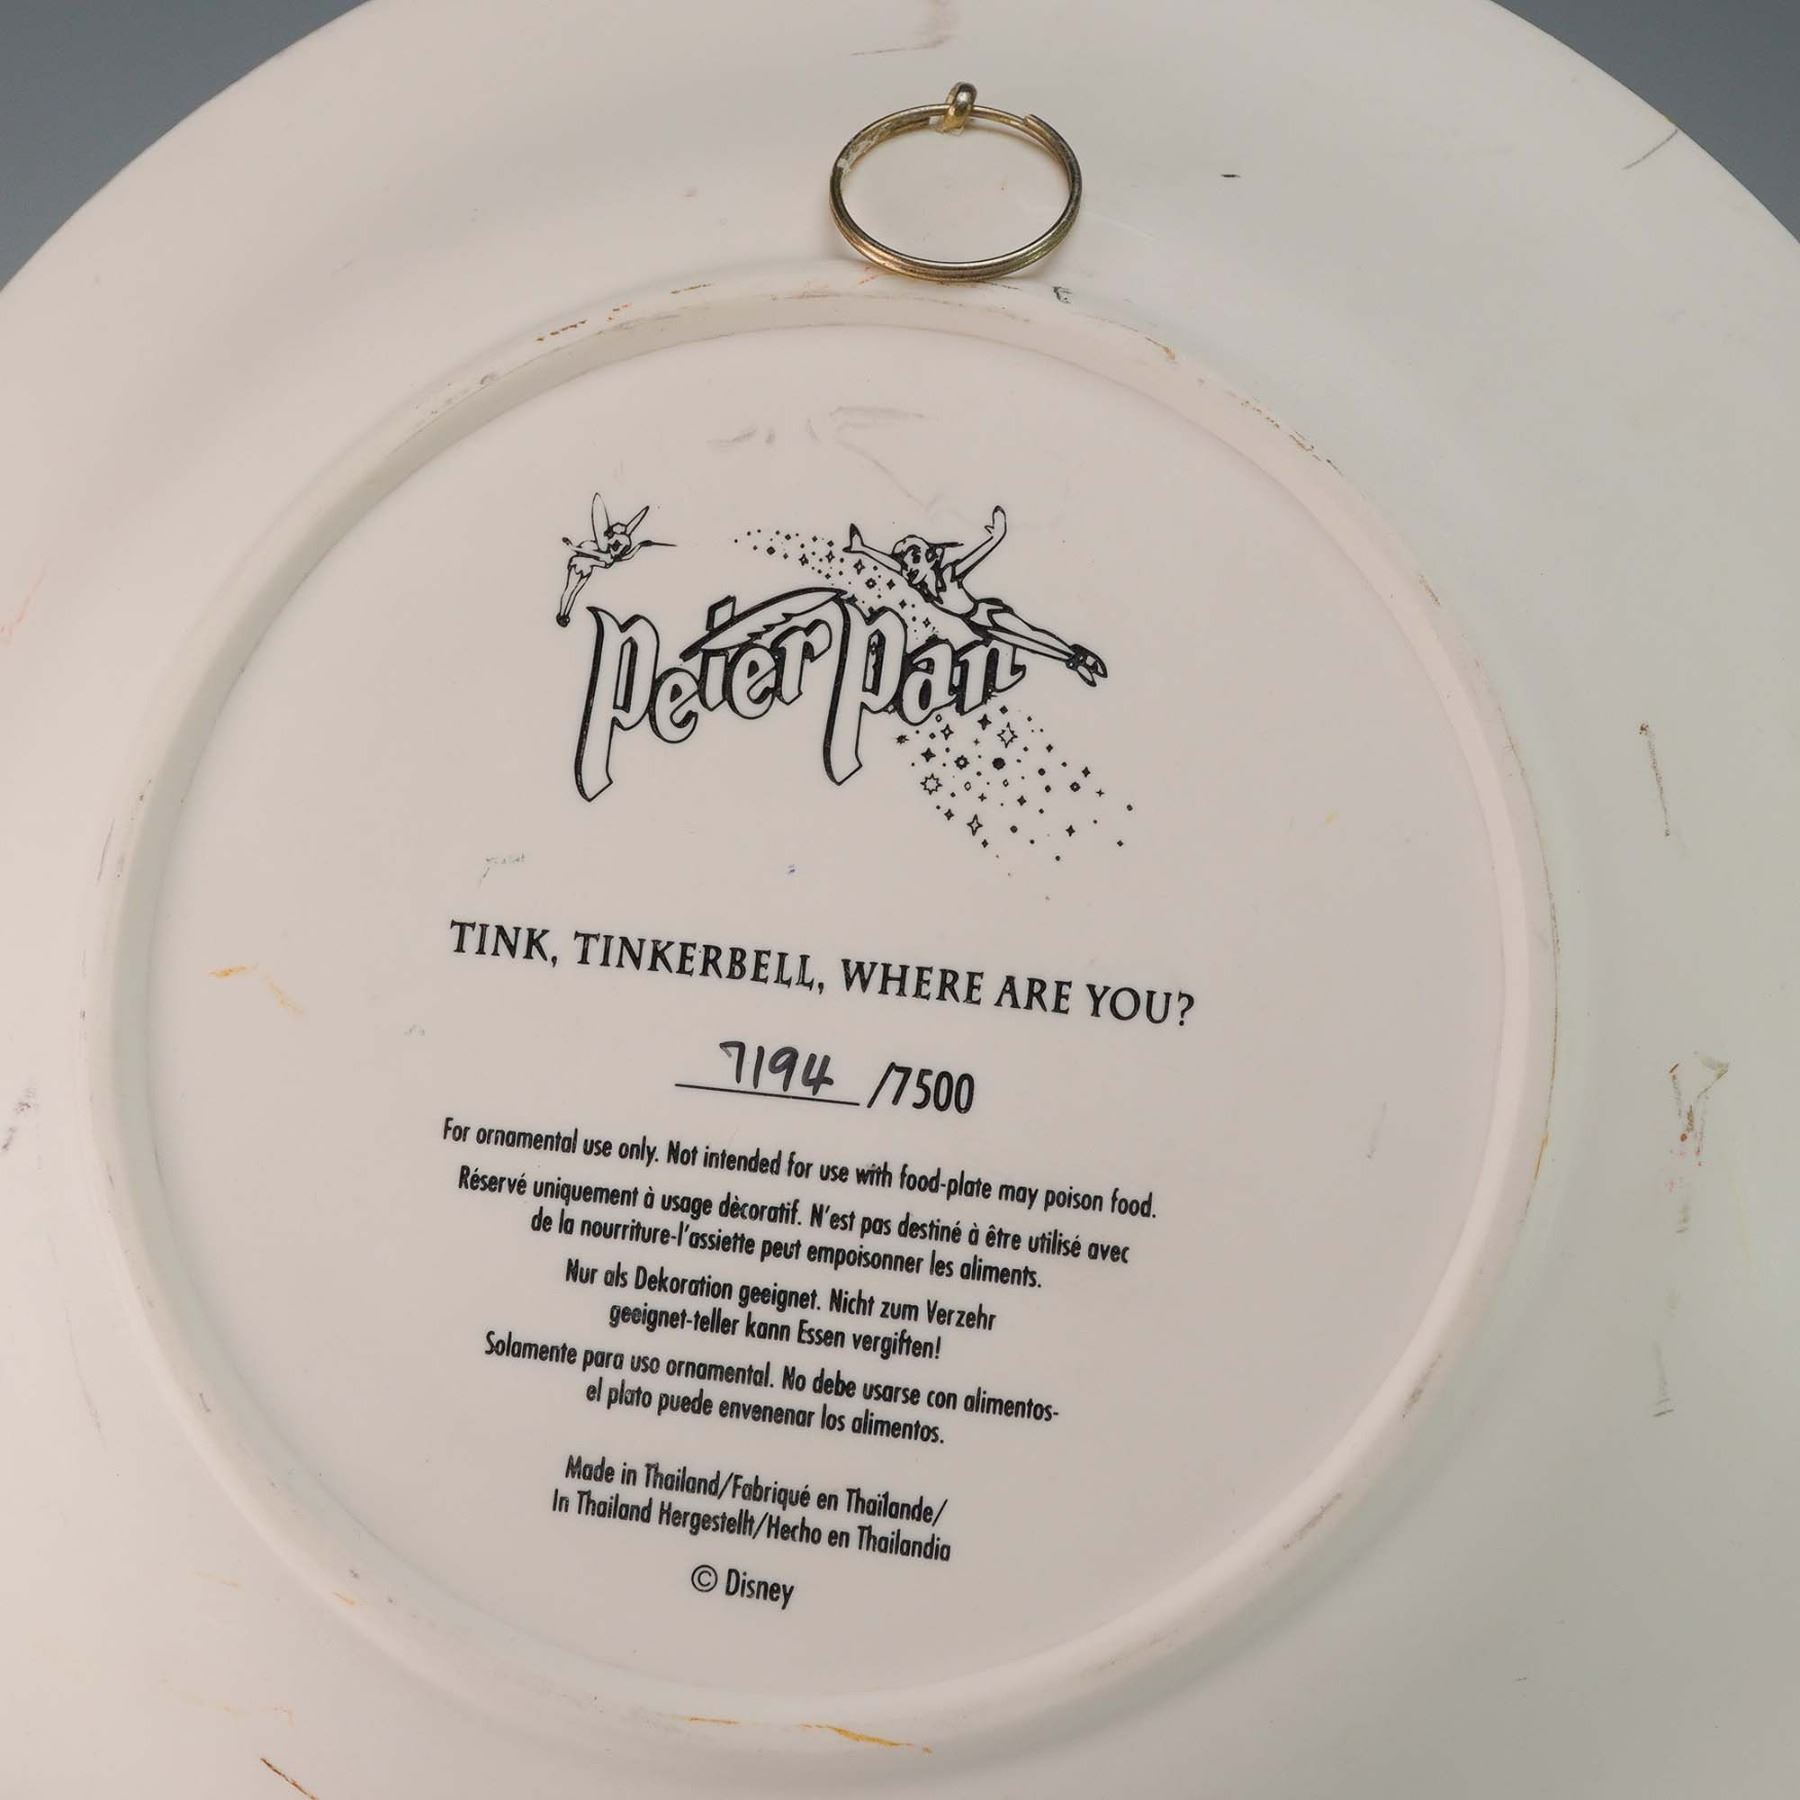 Peter Pan
TINK, TINKERBELL, WHERE ARE YOU?
7194 /7500
For ornamental use only. Not intended for use with food-plate may poison food.
Réservé uniquement à usage dècoratif. N'est pas destiné à être utilisé avec
de la nourriture-l'assiette peut empoisonner les aliments.
Nur als Dekoration geeignet. Nicht zum Verzehr
geeignet-teller kann Essen vergiften!
Solamente para uso ornamental. No debe usarse con alimentos-
el plato puede envenenar los alimentos.
Made in Thailand/Fabriqué en Thaïlande/
In Thailand Hergestellt/Hecho en Thailandia
© Disney